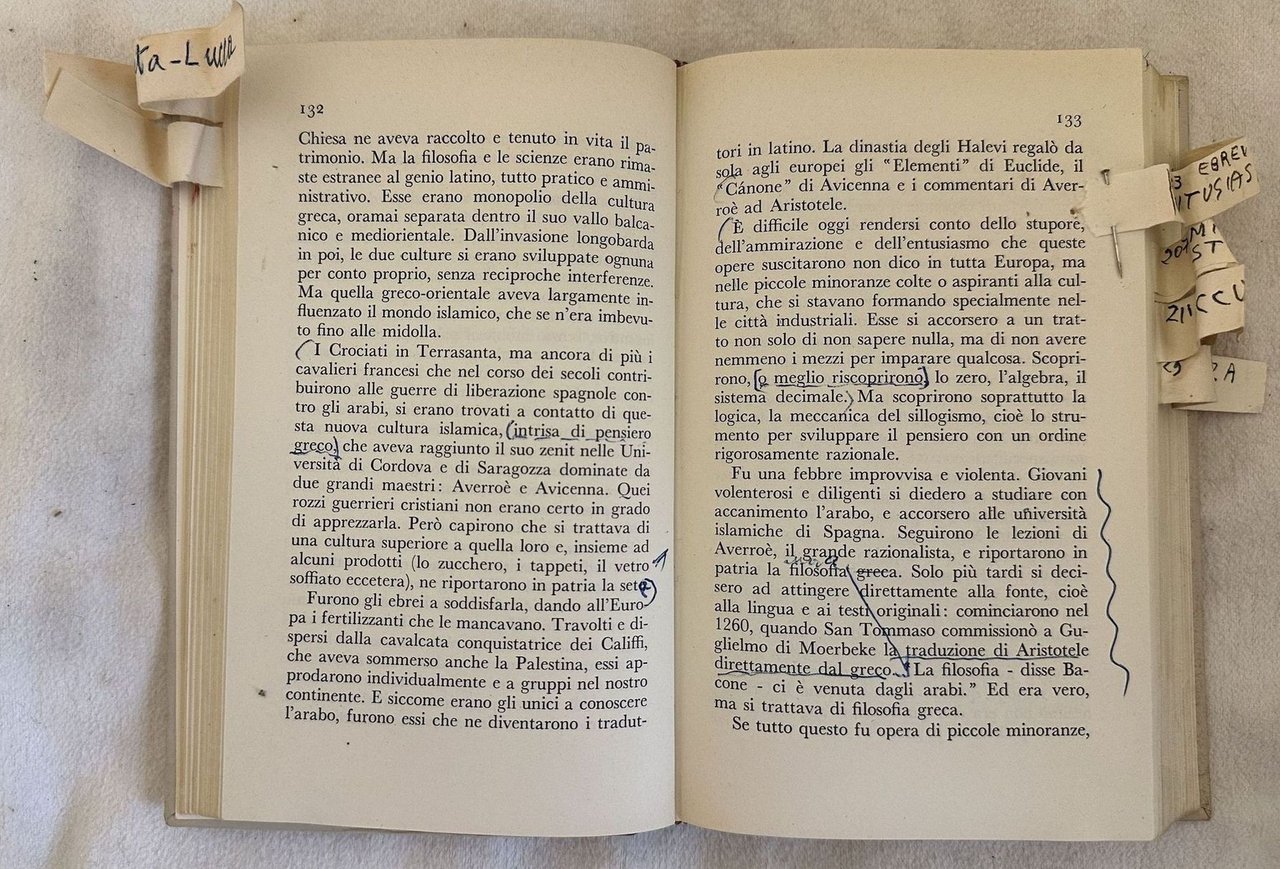 ta-Lucca
132
Chiesa ne aveva raccolto e tenuto in vita il pa-
trimonio. Ma la filosofia e le scienze erano rima-
ste estranee al genio latino, tutto pratico e ammi-
nistrativo. Esse erano monopolio della cultura
greca, oramai separata dentro il suo vallo balca-
nico e mediorientale. Dall'invasione longobarda
in poi, le due culture si erano sviluppate ognuna
per conto proprio, senza reciproche interferenze.
Ma quella greco-orientale aveva largamente in-
fluenzato il mondo islamico, che se n'era imbevu-
to fino alle midolla.
(I Crociati in Terrasanta, ma ancora di più i
cavalieri francesi che nel corso dei secoli contri-
buirono alle guerre di liberazione spagnole con-
tro gli arabi, si erano trovati a contatto di que-
sta nuova cultura islamica, (intrisa di pensiero
greco,) che aveva raggiunto il suo zenit nelle Uni-
versità di Cordova e di Saragozza dominate da
due grandi maestri: Averroè e Avicenna. Quei
rozzi guerrieri cristiani non erano certo in grado
di apprezzarla. Però capirono che si trattava di
una cultura superiore a quella loro e, insieme ad
alcuni prodotti (lo zucchero, i tappeti, il vetro
soffiato eccetera), ne riportarono in patria la sete)
Furono gli ebrei a soddisfarla, dando all'Euro-
pa i fertilizzanti che le mancavano. Travolti e di-
spersi dalla cavalcata conquistatrice dei Califfi,
che aveva sommerso anche la Palestina, essi ap-
prodarono individualmente e a gruppi nel nostro
continente. E siccome erano gli unici a conoscere
l'arabo, furono essi che ne diventarono i tradut-
133
tori in latino. La dinastia degli Halevi regalò da
sola agli europei gli "Elementi" di Euclide, il
"Cánone" di Avicenna e i commentari di Aver-
roè ad Aristotele.
(È difficile oggi rendersi conto dello stupore,
dell'ammirazione e dell'entusiasmo che queste
opere suscitarono non dico in tutta Europa, ma
nelle piccole minoranze colte o aspiranti alla cul-
tura, che si stavano formando specialmente nel-
le città industriali. Esse si accorsero a un trat-
to non solo di non sapere nulla, ma di non avere
nemmeno i mezzi per imparare qualcosa. Scopri-
rono, [o meglio riscoprirono] lo zero, l'algebra, il
sistema decimale.) Ma scoprirono soprattutto la
logica, la meccanica del sillogismo, cioè lo stru-
mento per sviluppare il pensiero con un ordine
rigorosamente razionale.
Fu una febbre improvvisa e violenta. Giovani
volenterosi e diligenti si diedero a studiare con
accanimento l'arabo, e accorsero alle università
islamiche di Spagna. Seguirono le lezioni di
Averroè, il grande razionalista, e riportarono in
patria la filosofia greca. Solo più tardi si deci-
sero ad attingere direttamente alla fonte, cioè
alla lingua e ai testi originali: cominciarono nel
1260, quando San Tommaso commissionò a Gu-
glielmo di Moerbeke la traduzione di Aristotele
direttamente dal greco. "La filosofia - disse Ba-
cone - ci è venuta dagli arabi." Ed era vero,
ma si trattava di filosofia greca.
Se tutto questo fu opera di piccole minoranze,
3 EBREI
TUSIAS
207
ST
211 CCU